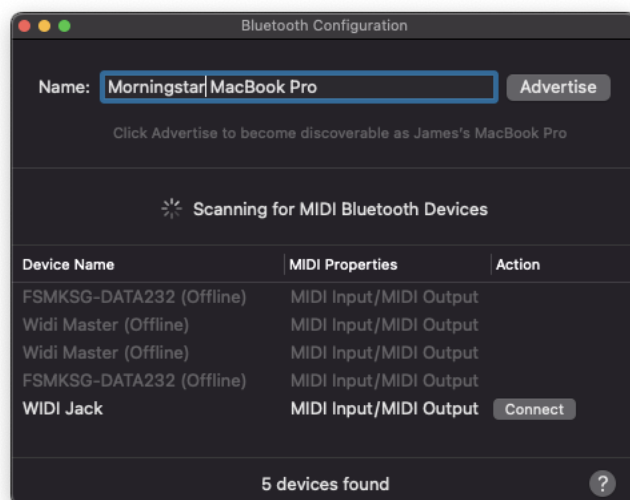 Bluetooth Configuration
Name: Morningstar MacBook Pro Advertise
Click Advertise to become discoverable as James's MacBook Pro
Scanning for MIDI Bluetooth Devices
Device Name MIDI Properties Action
FSMKSG-DATA232 (Offline) MIDI Input/MIDI Output
Widi Master (Offline) MIDI Input/MIDI Output
Widi Master (Offline) MIDI Input/MIDI Output
FSMKSG-DATA232 (Offline) MIDI Input/MIDI Output
WIDI Jack MIDI Input/MIDI Output Connect
5 devices found ?